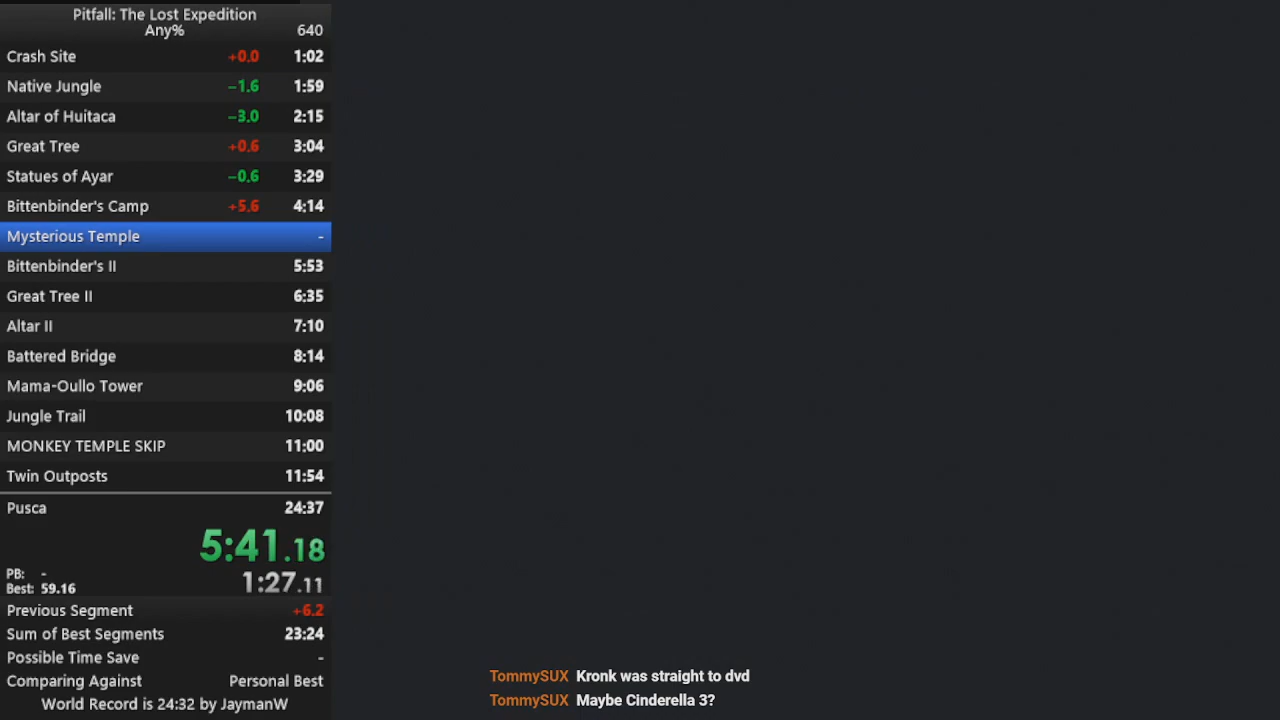 Pitfall: The Lost Expedition
Any% 640
Crash Site +0.0 1:02
Native Jungle −1.6 1:59
Altar of Huitaca −3.0 2:15
Great Tree +0.6 3:04
Statues of Ayar −0.6 3:29
Bittenbinder's Camp +5.6 4:14
Mysterious Temple -
Bittenbinder's II 5:53
Great Tree II 6:35
Altar II 7:10
Battered Bridge 8:14
Mama-Oullo Tower 9:06
Jungle Trail 10:08
MONKEY TEMPLE SKIP 11:00
Twin Outposts 11:54
Pusca 24:37
5:41.18
PB: -
Best: 59.16 1:27.11
Previous Segment +6.2
Sum of Best Segments 23:24
Possible Time Save -
Comparing Against Personal Best
World Record is 24:32 by JaymanW
TommySUX Kronk was straight to dvd
TommySUX Maybe Cinderella 3?